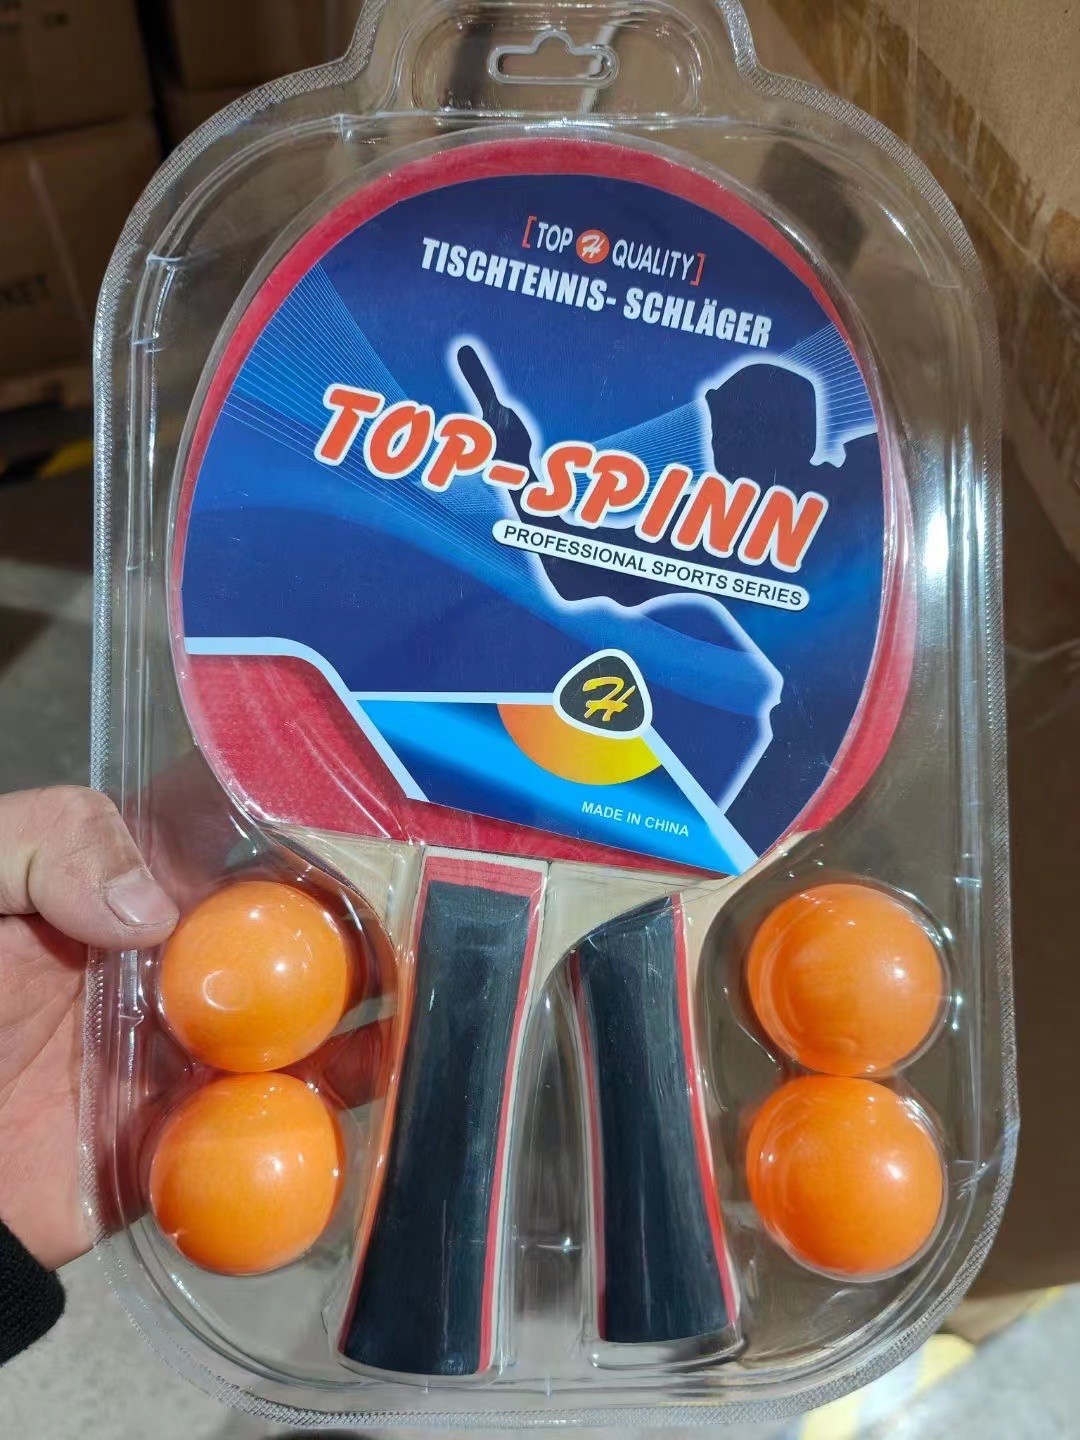 [TOP H QUALITY]
TISCHTENNIS- SCHLÄGER
TOP-SPINN
PROFESSIONAL SPORTS SERIES
H
MADE IN CHINA